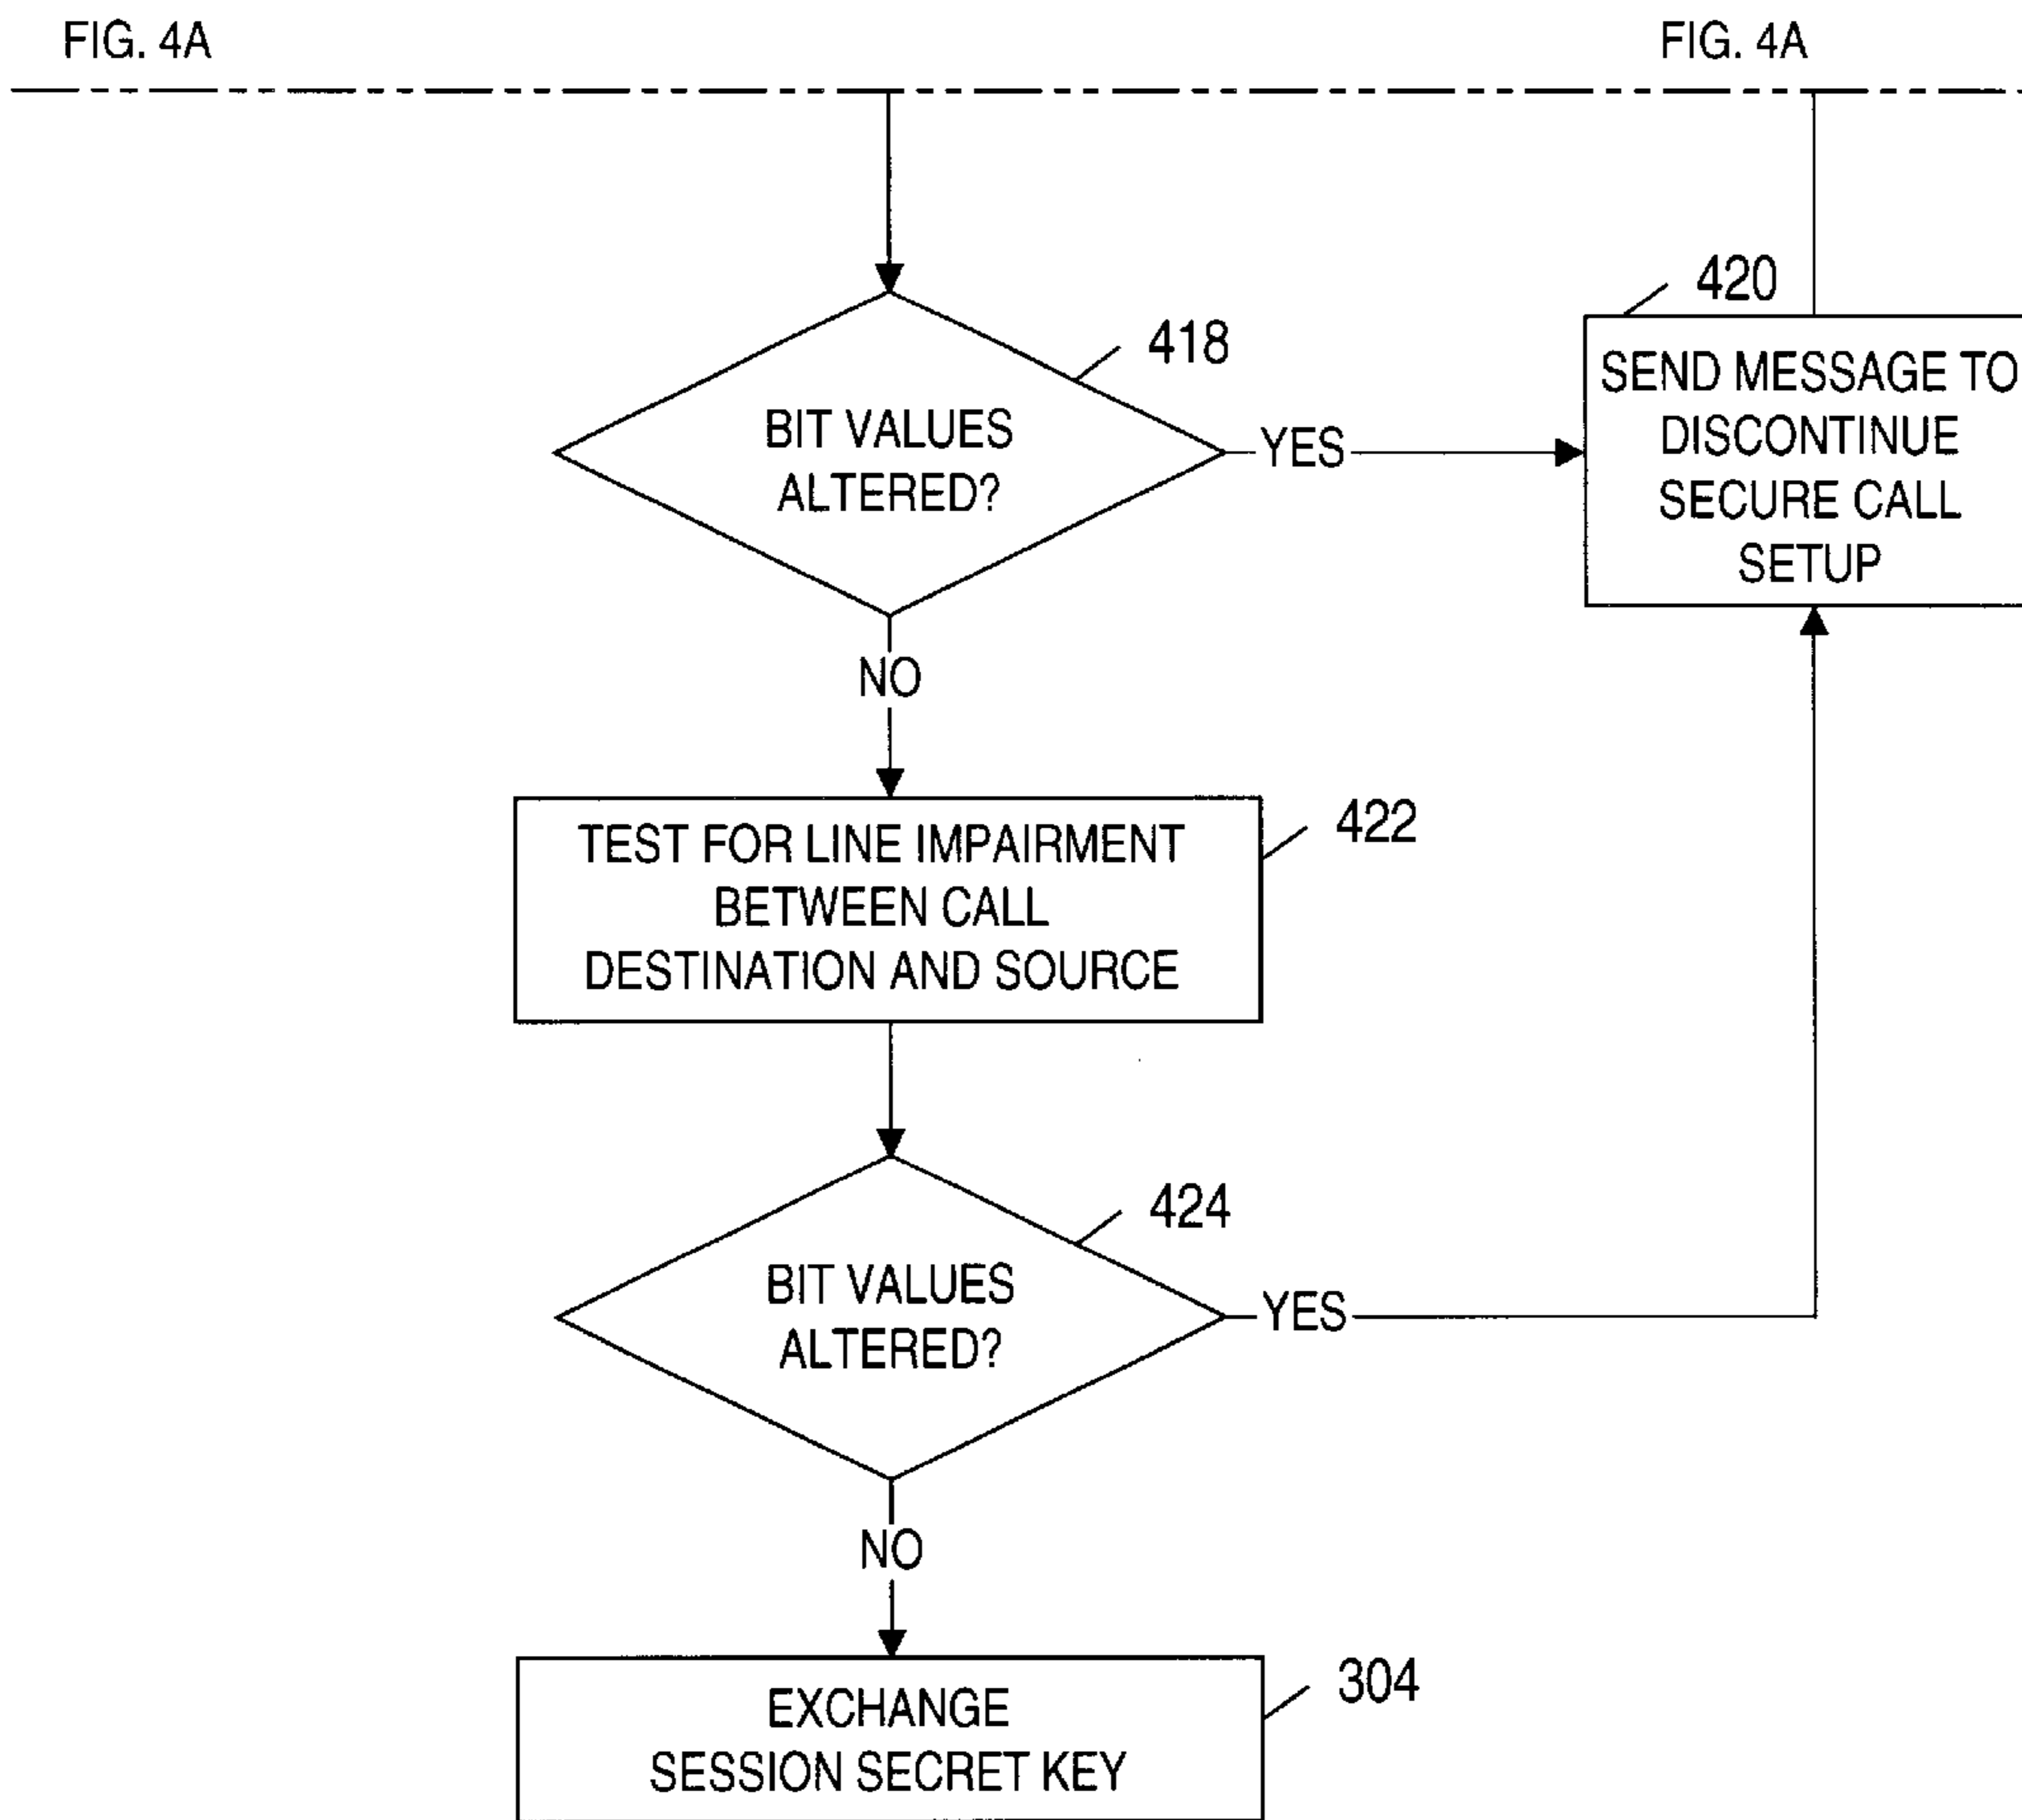 FIG. 4A
FIG. 4A
418
BIT VALUES
ALTERED?
YES
420
SEND MESSAGE TO
DISCONTINUE
SECURE CALL
SETUP
NO
422
TEST FOR LINE IMPAIRMENT
BETWEEN CALL
DESTINATION AND SOURCE
424
BIT VALUES
ALTERED?
YES
NO
304
EXCHANGE
SESSION SECRET KEY